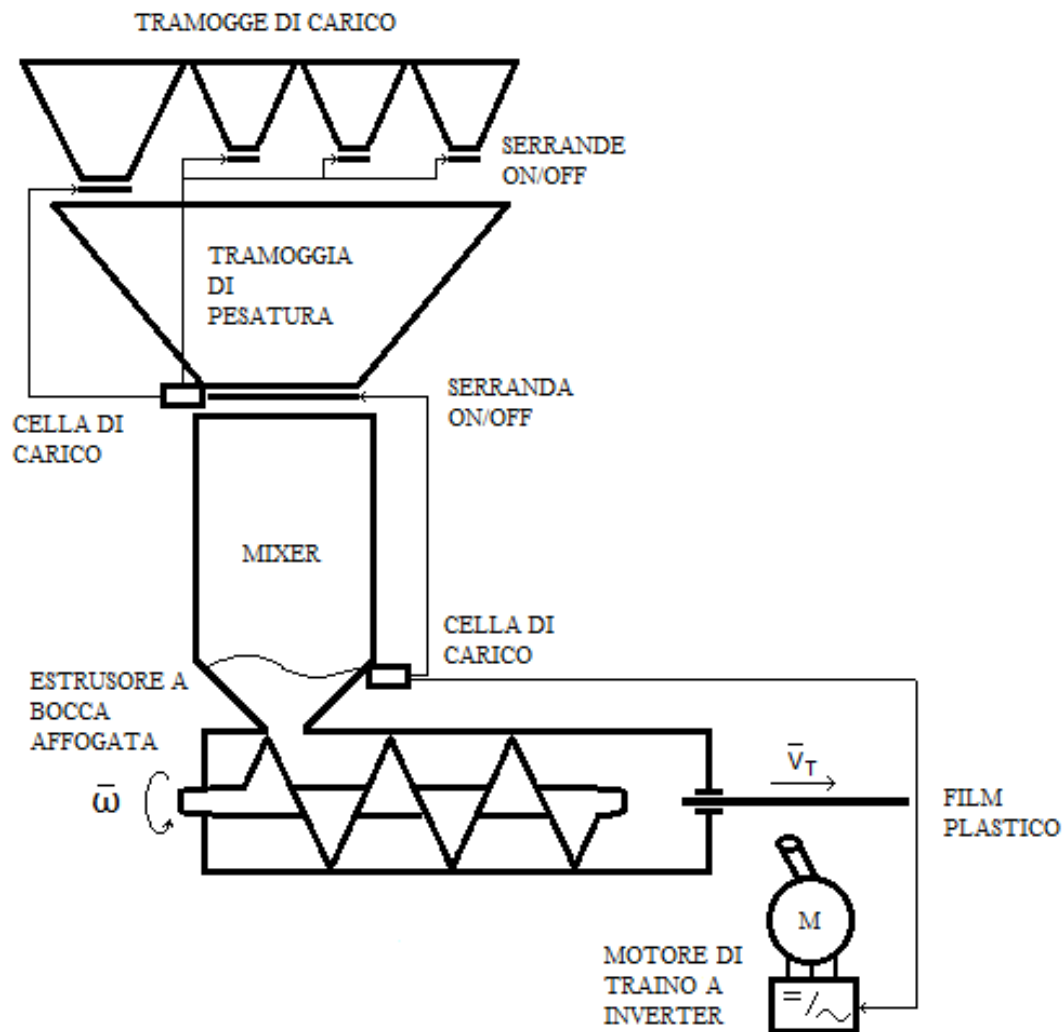 TRAMOGGE DI CARICO
SERRANDE
ON/OFF
TRAMOGGIA
DI
PESATURA
SERRANDA
ON/OFF
CELLA DI
CARICO
MIXER
CELLA DI
CARICO
ESTRUSORE A
BOCCA
AFFOGATA
ω̄
v̄T
FILM
PLASTICO
M
MOTORE DI
TRAINO A
INVERTER
=/~